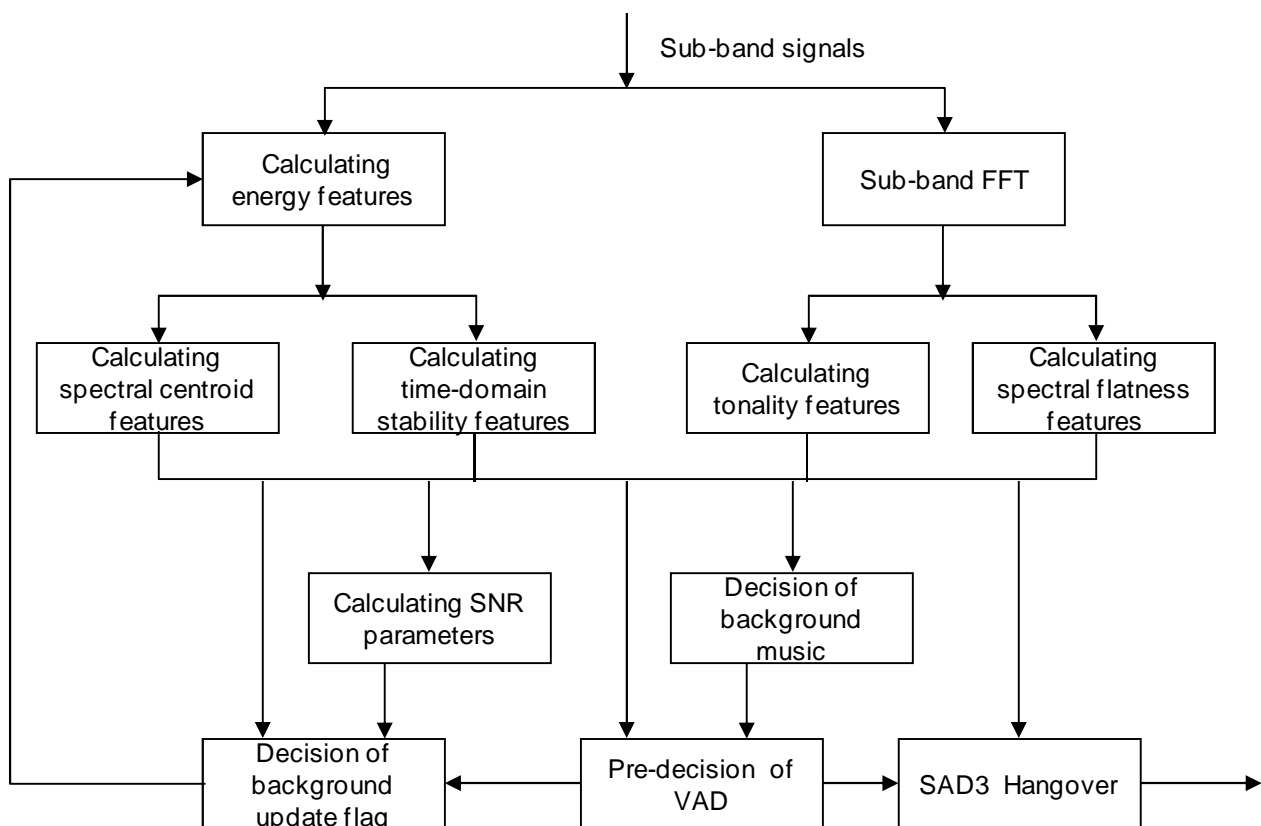 Sub-band signals
Calculating
energy features
Sub-band FFT
Calculating
spectral centroid
features
Calculating
time-domain
stability features
Calculating
tonality features
Calculating
spectral flatness
features
Calculating SNR
parameters
Decision of
background
music
Decision of
background
update flag
Pre-decision of
VAD
SAD3 Hangover